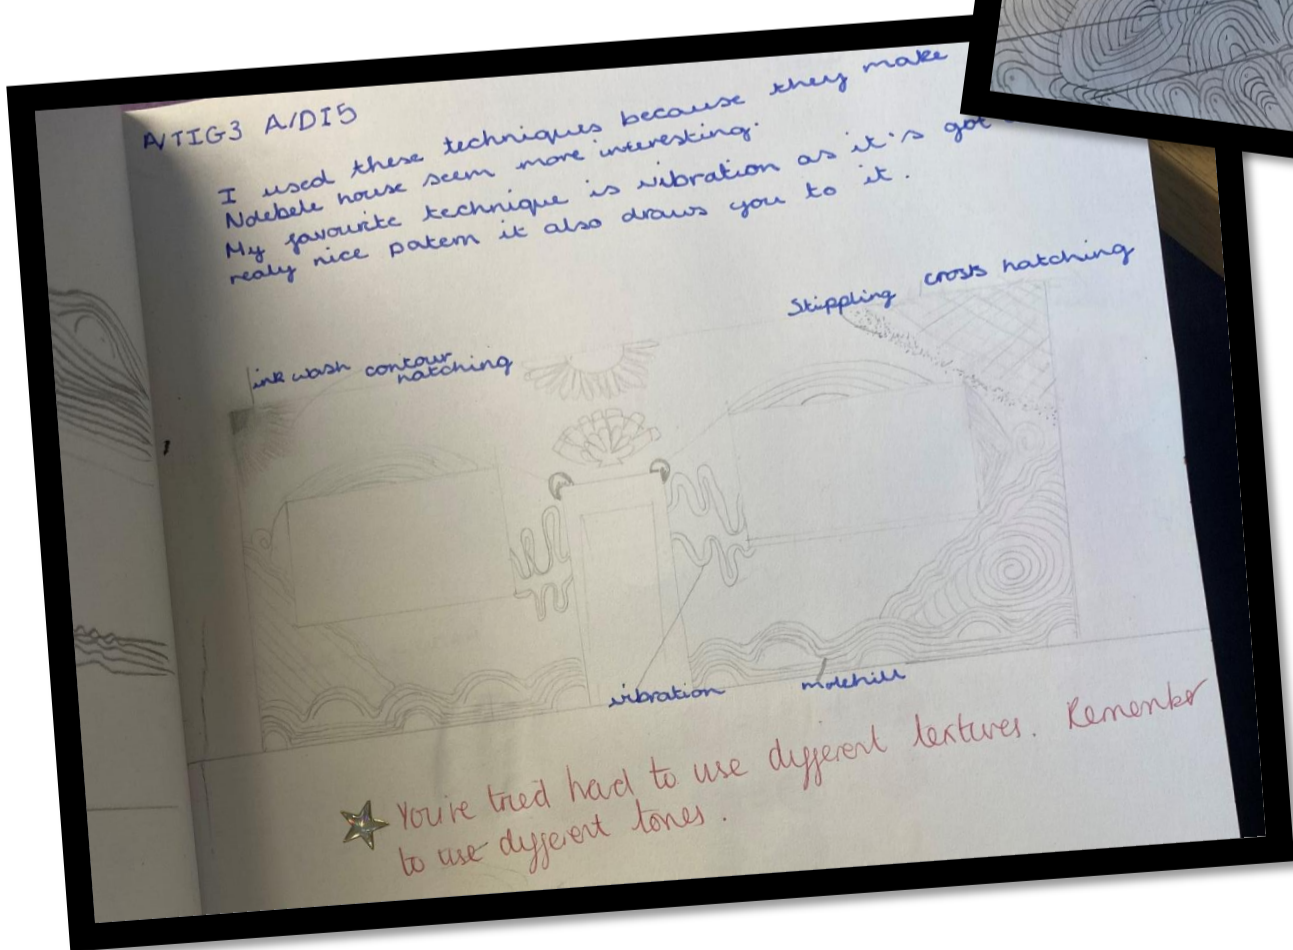 A/TIG3 A/DI5
I used these techniques because they make
Ndebele house seem more interesting.
My favourite technique is vibration as it's got
realy nice patern it also draws you to it.
Stippling cross hatching
ink wash contour
hatching
vibration molehill
You're tried had to use different textures. Remember
to use different tones.